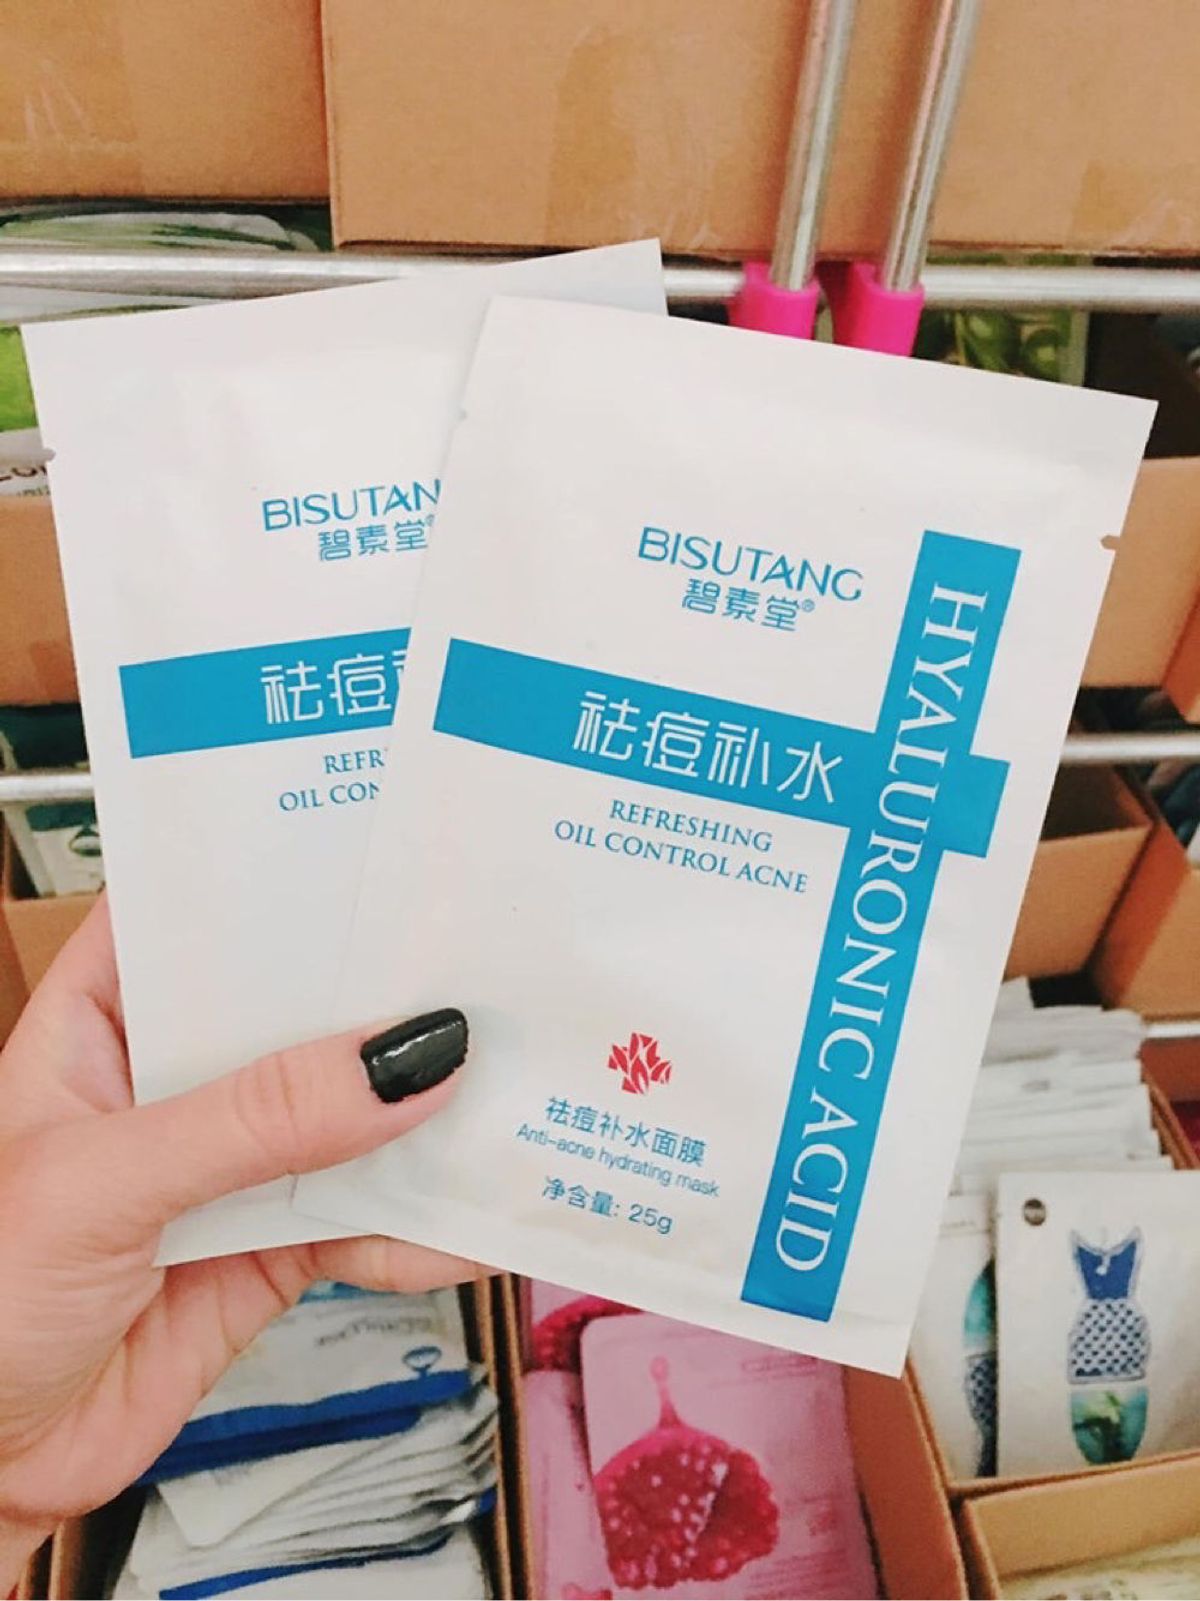 BISUTAN
碧素堂®
祛痘
REFR
OIL CON
BISUTANG
碧素堂®
祛痘补水
REFRESHING
OIL CONTROL ACNE
HYALURONIC ACID
祛痘补水面膜
Anti-acne hydrating mask
净含量: 25g